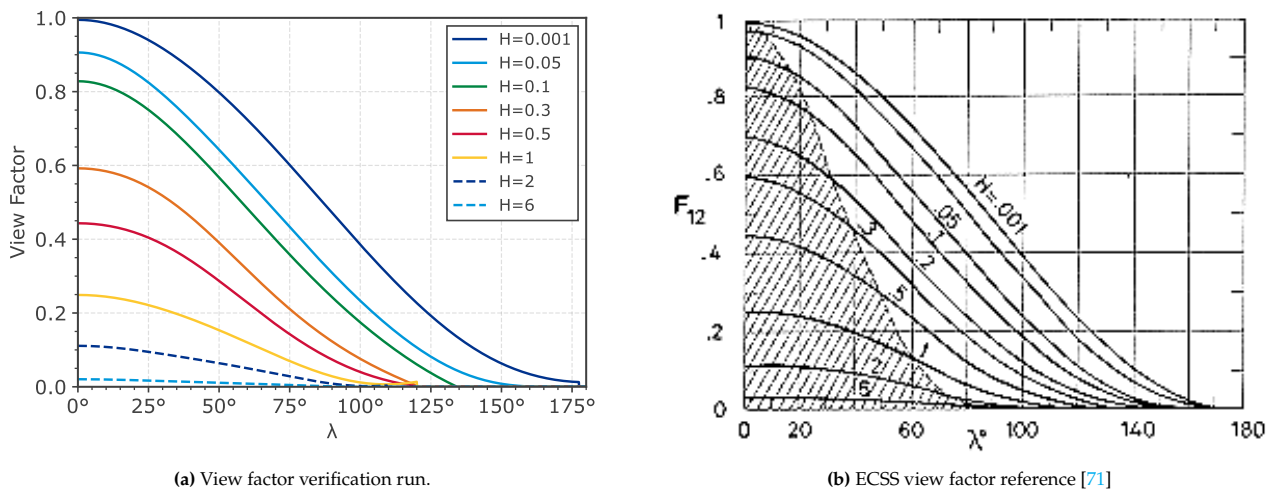 1.0
0.8
0.6
0.4
0.2
0.0
View Factor
0° 25° 50° 75° 100° 125° 150° 175°
λ
H=0.001
H=0.05
H=0.1
H=0.3
H=0.5
H=1
H=2
H=6
(a) View factor verification run.
1
.8
.6
.4
.2
0
F12
H=.001
.05
.1
.2
.3
.5
1
2
6
0 20 60 100 140 180
λ°
(b) ECSS view factor reference [71]